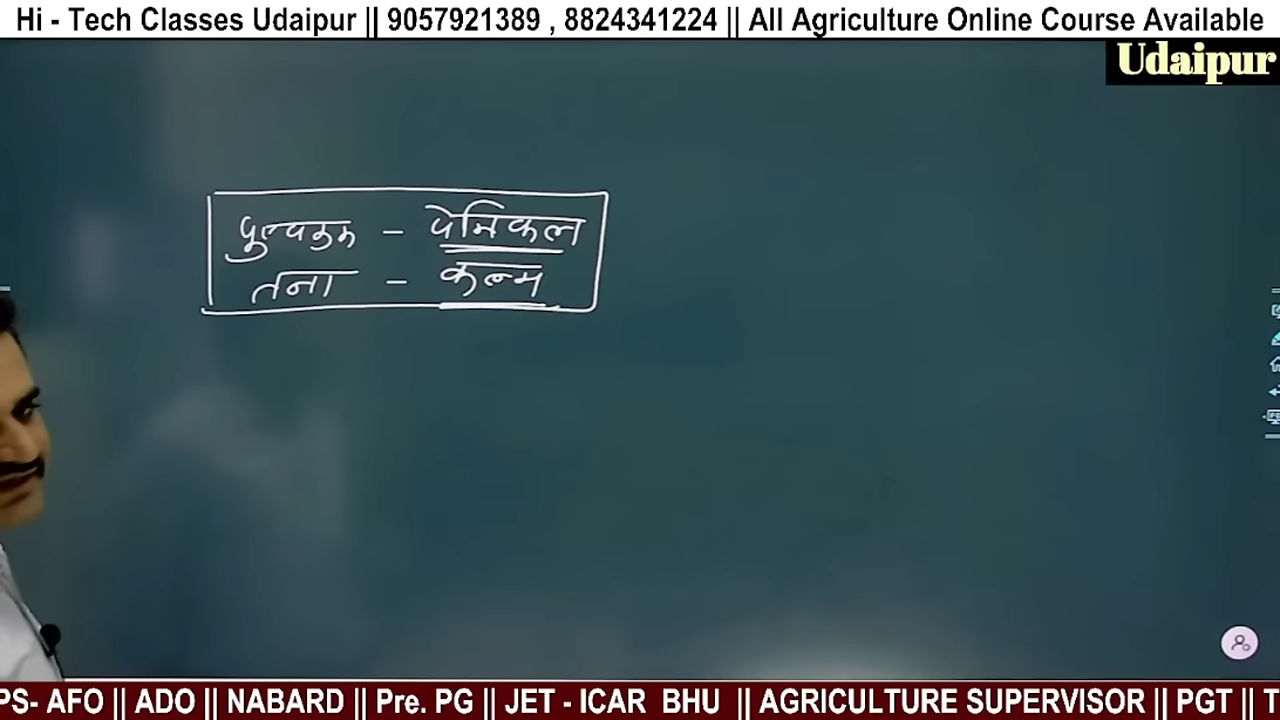 Hi - Tech Classes Udaipur || 9057921389 , 8824341224 || All Agriculture Online Course Available
Udaipur
पुष्पक्रम - पेनिकल
तना - कल्म
PS- AFO || ADO || NABARD || Pre. PG || JET - ICAR BHU || AGRICULTURE SUPERVISOR || PGT || T